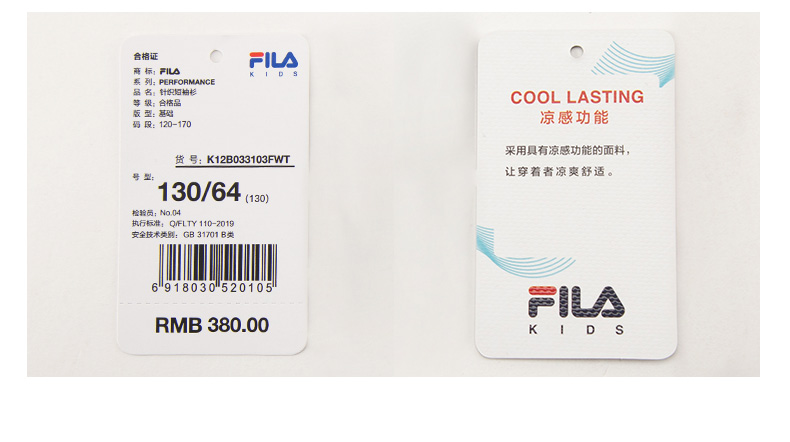 合格证
商 标：FILA
系 列：PERFORMANCE
品 名：针织短袖衫
等 级：合格品
版 型：基础
码 段：120-170
FILA
KIDS
货 号：K12B033103FWT
号 型：
130/64 (130)
检验员：No.04
执行标准：Q/FLTY 110-2019
安全技术类别：GB 31701 B类
6 918030 520105
RMB 380.00
COOL LASTING
凉感功能
采用具有凉感功能的面料，
让穿着者凉爽舒适。
FILA
KIDS